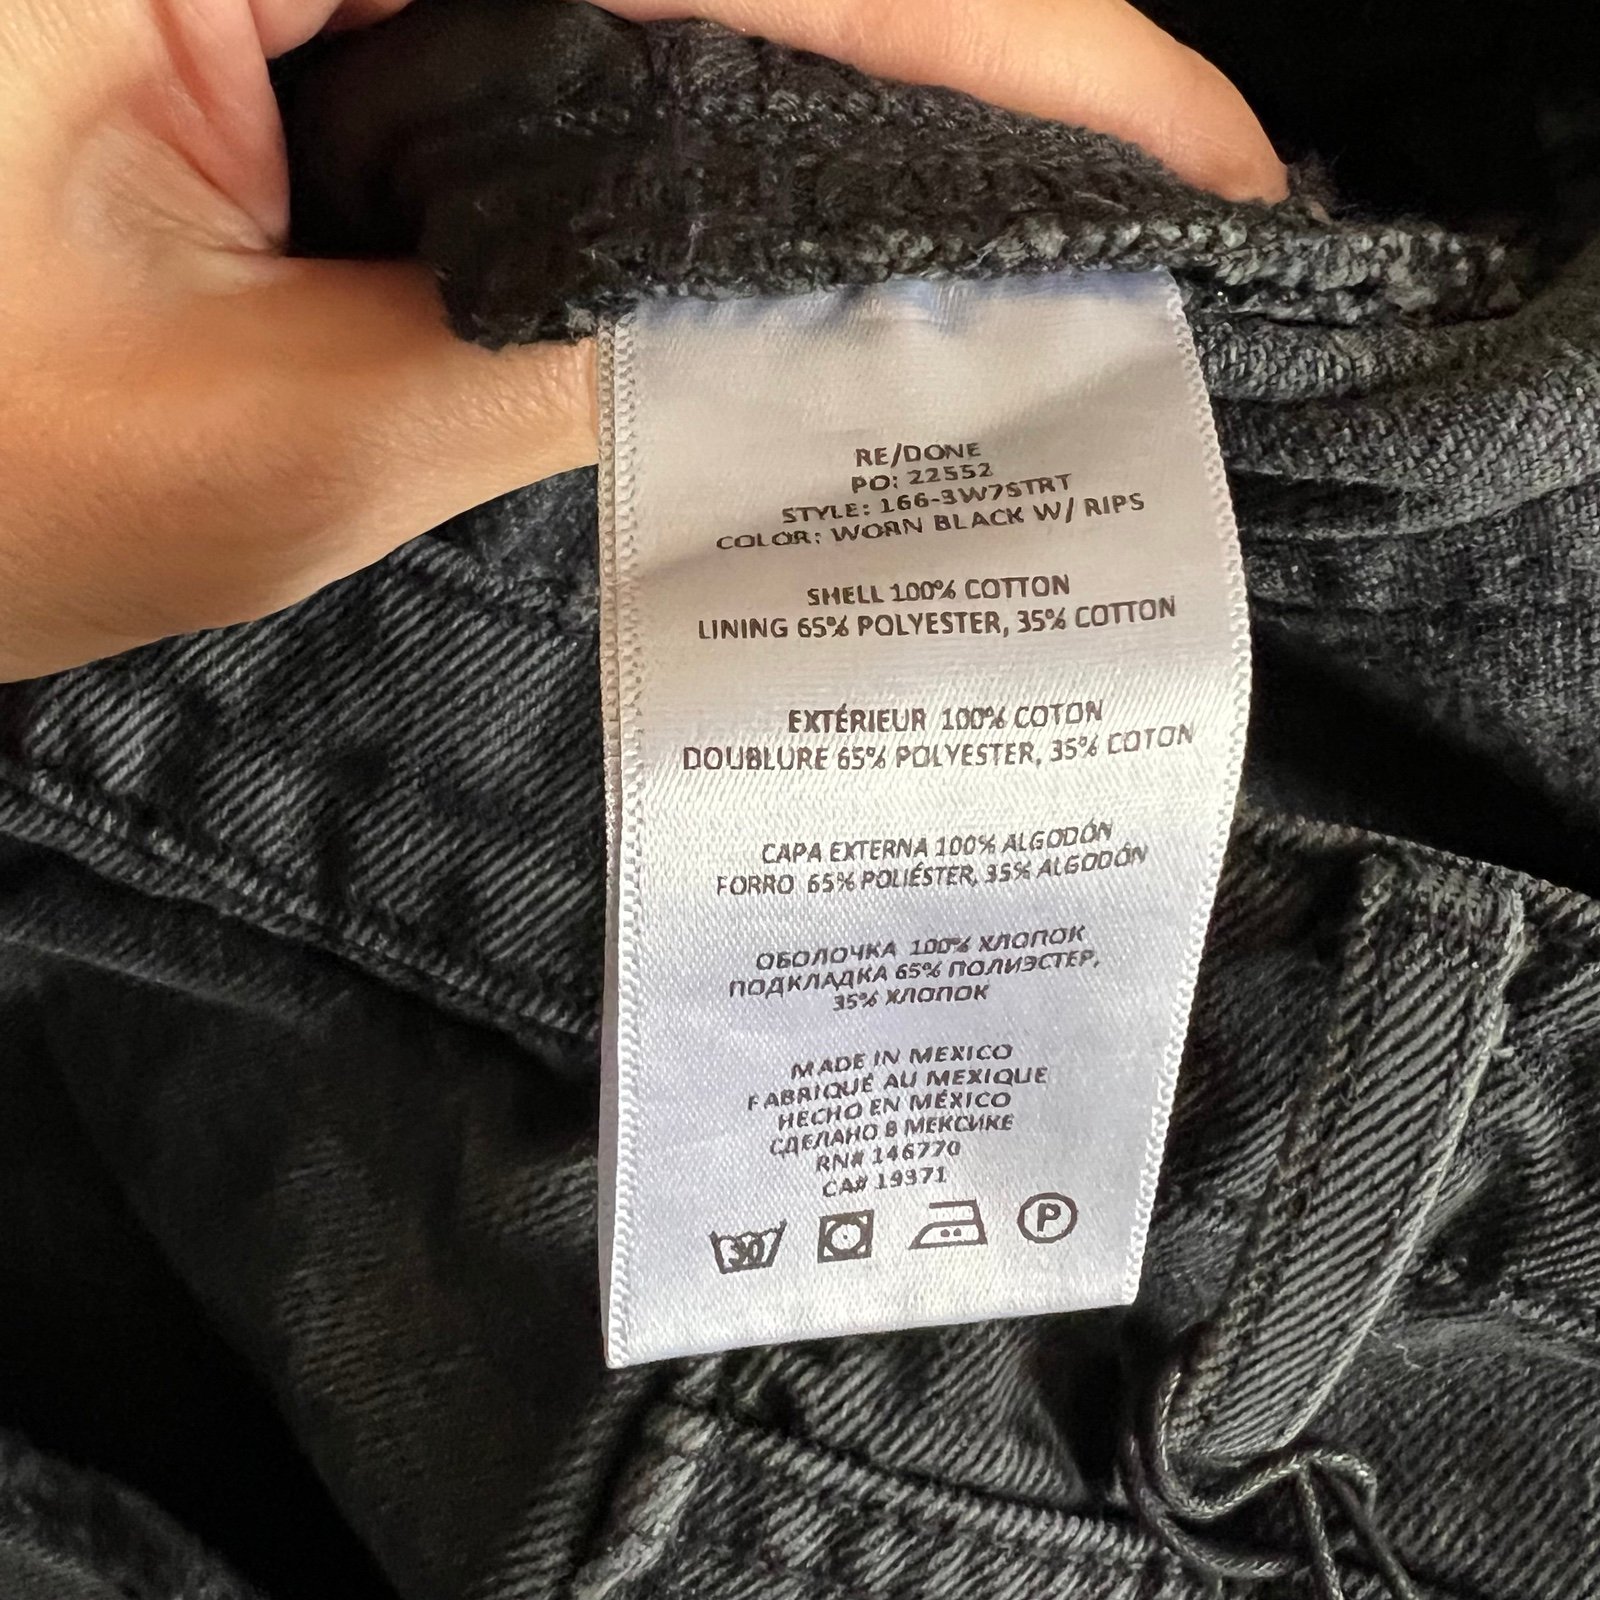 RE/DONE
PO: 22552
STYLE: 166-3W7STRT
COLOR: WORN BLACK W/ RIPS
SHELL 100% COTTON
LINING 65% POLYESTER, 35% COTTON
EXTÉRIEUR 100% COTON
DOUBLURE 65% POLYESTER, 35% COTON
CAPA EXTERNA 100% ALGODÓN
FORRO 65% POLIÉSTER, 35% ALGODÓN
ОБОЛОЧКА 100% ХЛОПОК
ПОДКЛАДКА 65% ПОЛИЭСТЕР,
35% ХЛОПОК
MADE IN MEXICO
FABRIQUÉ AU MEXIQUE
HECHO EN MÉXICO
СДЕЛАНО В МЕКСИКЕ
RN# 146770
CA# 19371
30 P